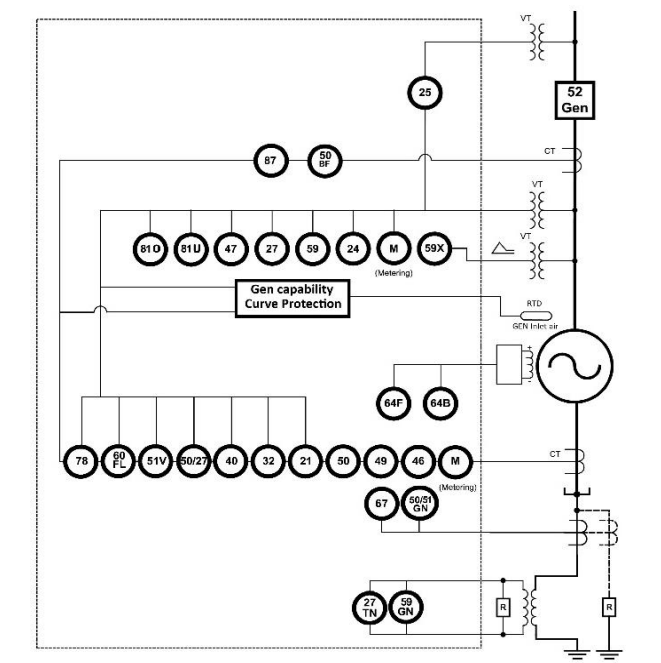 VT
25
52
Gen
87
50
BF
CT
VT
81O
81U
47
27
59
24
M
59X
VT
(Metering)
Gen capability
Curve Protection
RTD
GEN Inlet air
+
-
64F
64B
78
60
FL
51V
50/27
40
32
21
50
49
46
M
CT
(Metering)
67
50/51
GN
27
TN
59
GN
R
R